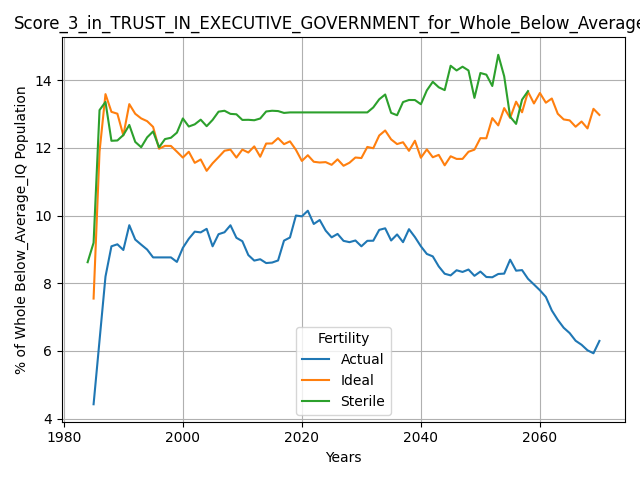 Score_3_in_TRUST_IN_EXECUTIVE_GOVERNMENT_for_Whole_Below_Average
% of Whole Below_Average_IQ Population
14
12
10
8
6
4
Fertility
Actual
Ideal
Sterile
1980
2000
2020
2040
2060
Years